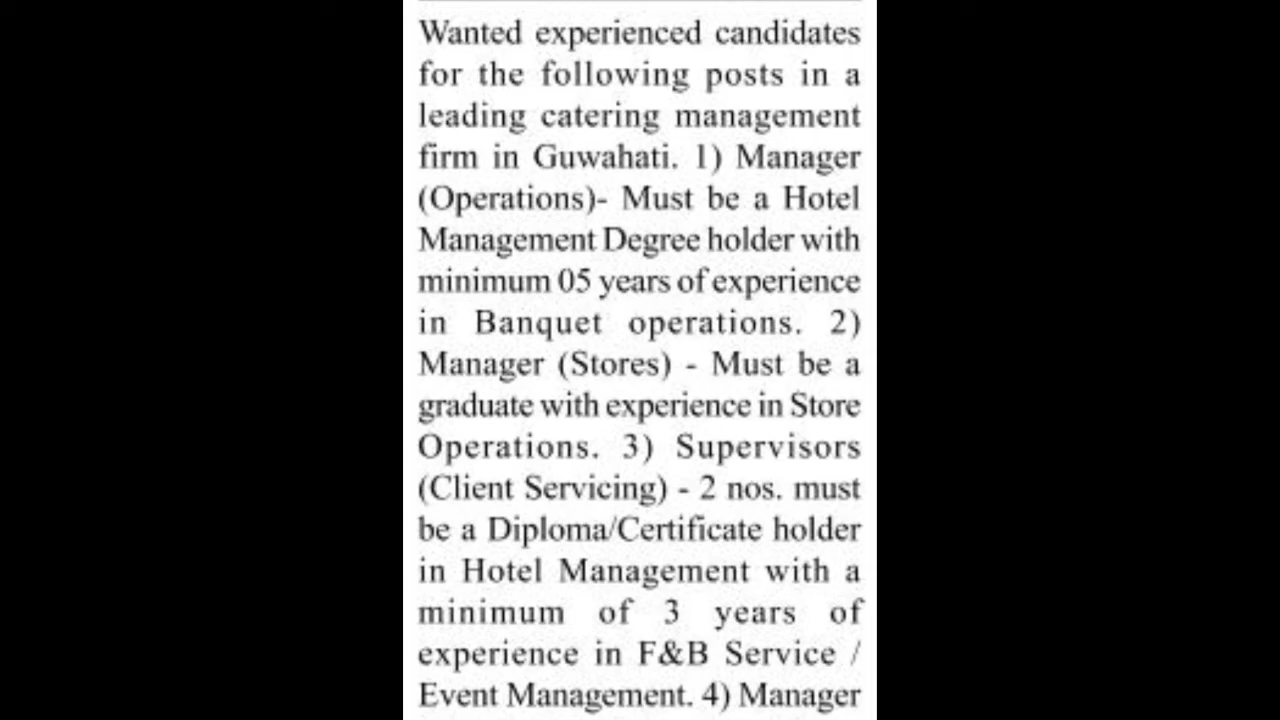 Wanted experienced candidates
for the following posts in a
leading catering management
firm in Guwahati. 1) Manager
(Operations)- Must be a Hotel
Management Degree holder with
minimum 05 years of experience
in Banquet operations. 2)
Manager (Stores) - Must be a
graduate with experience in Store
Operations. 3) Supervisors
(Client Servicing) - 2 nos. must
be a Diploma/Certificate holder
in Hotel Management with a
minimum of 3 years of
experience in F&B Service /
Event Management. 4) Manager